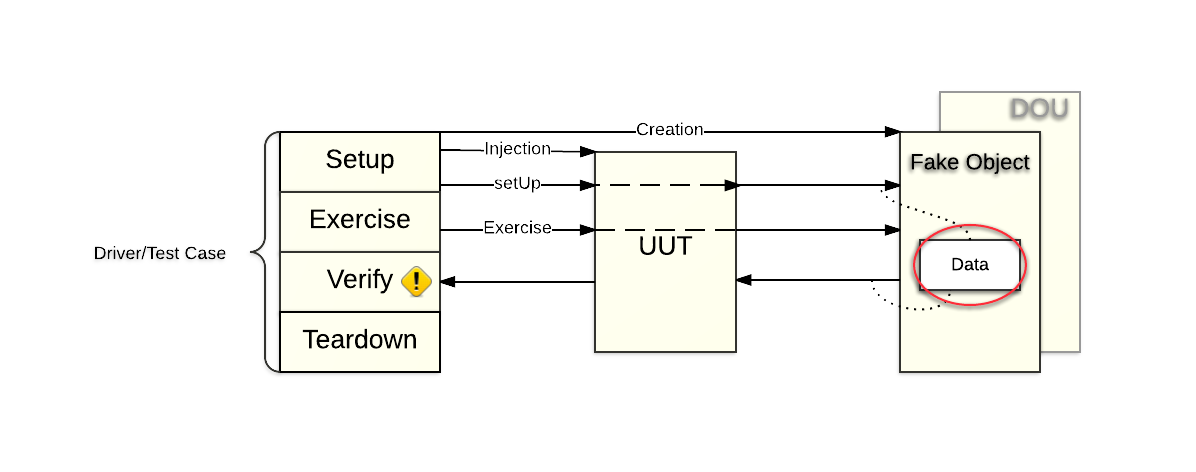 DOU
Creation
Setup
Injection
Fake Object
setUp
Exercise
Exercise
UUT
Driver/Test Case
Verify
!
Data
Teardown